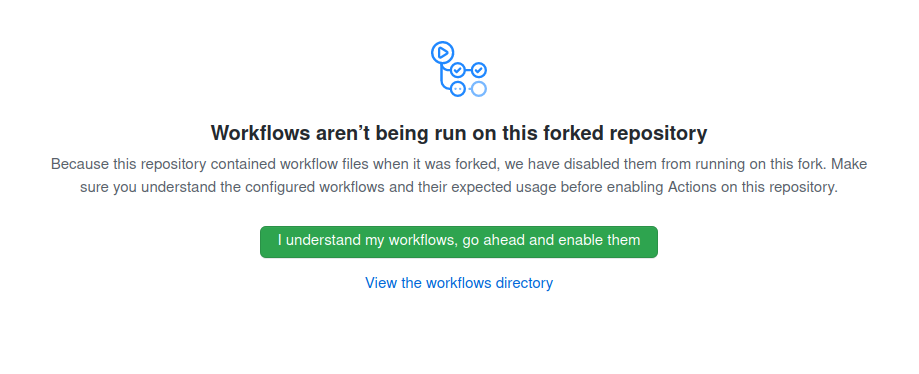 Workflows aren’t being run on this forked repository
Because this repository contained workflow files when it was forked, we have disabled them from running on this fork. Make
sure you understand the configured workflows and their expected usage before enabling Actions on this repository.
I understand my workflows, go ahead and enable them
View the workflows directory